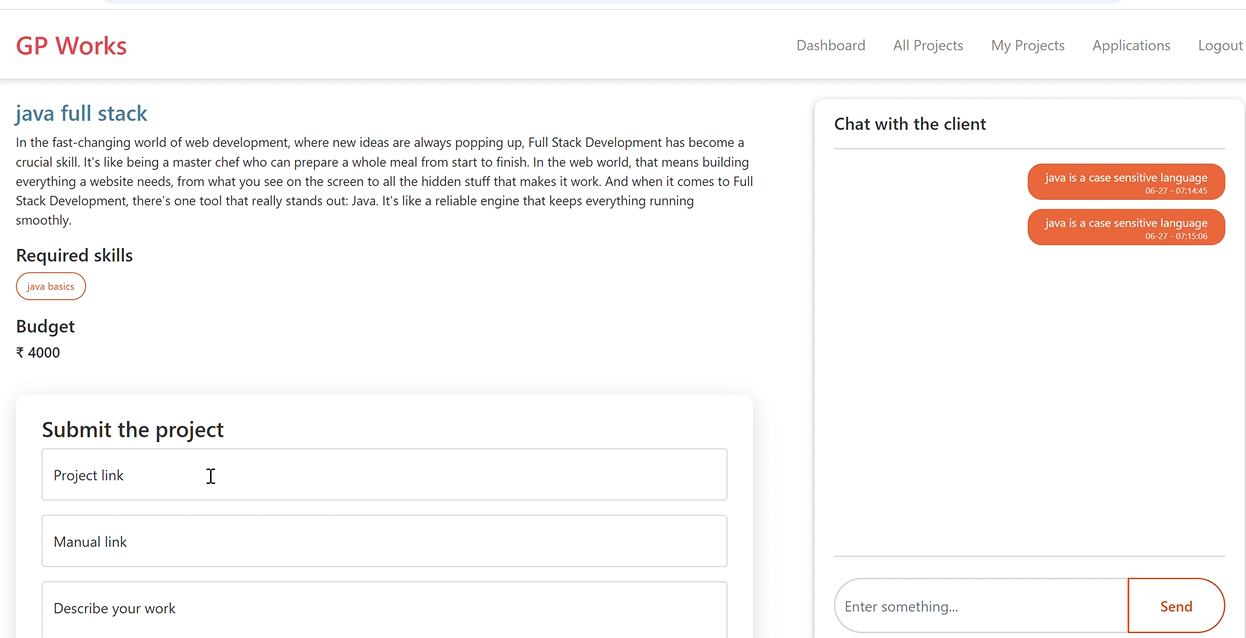 GP Works
Dashboard
All Projects
My Projects
Applications
Logout
java full stack
In the fast-changing world of web development, where new ideas are always popping up, Full Stack Development has become a
crucial skill. It's like being a master chef who can prepare a whole meal from start to finish. In the web world, that means building
everything a website needs, from what you see on the screen to all the hidden stuff that makes it work. And when it comes to Full
Stack Development, there's one tool that really stands out: Java. It's like a reliable engine that keeps everything running
smoothly.
Required skills
java basics
Budget
₹ 4000
Submit the project
Project link
Manual link
Describe your work
Chat with the client
java is a case sensitive language
06-27 - 07:14:45
java is a case sensitive language
06-27 - 07:15:06
Enter something...
Send